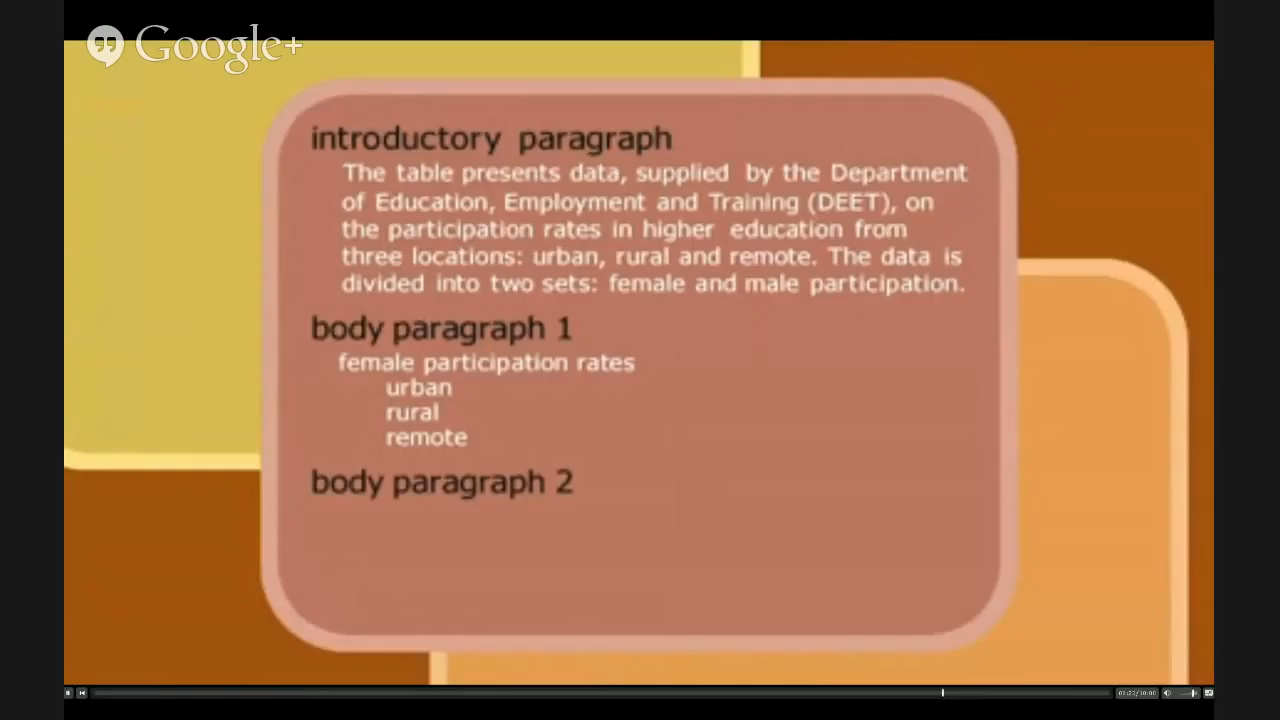 Google+
introductory paragraph
The table presents data, supplied by the Department
of Education, Employment and Training (DEET), on
the participation rates in higher education from
three locations: urban, rural and remote. The data is
divided into two sets: female and male participation.
body paragraph 1
female participation rates
urban
rural
remote
body paragraph 2